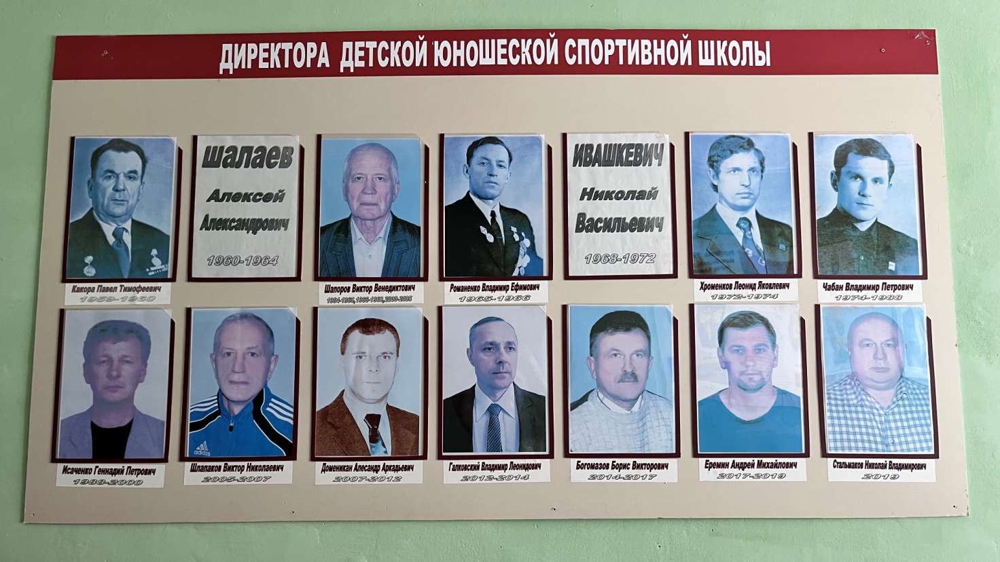 ДИРЕКТОРА ДЕТСКОЙ ЮНОШЕСКОЙ СПОРТИВНОЙ ШКОЛЫ
Какора Павел Тимофеевич
1959-1960
ШАЛАЕВ
Алексей
Александрович
1960-1964
Шапоров Виктор Венедиктович
1964-1965, 1966-1968, 2000-2005
Романенко Владимир Ефимович
1965-1966
ИВАШКЕВИЧ
Николай
Васильевич
1968-1972
Хроменков Леонид Яковлевич
1972-1974
Чабан Владимир Петрович
1974-1988
Исаченко Геннадий Петрович
1988-2000
adidas
Шлапаков Виктор Николаевич
2005-2007
Доменикан Алесандр Аркадьевич
2007-2012
Галковский Владимир Леонидович
2012-2014
Богомазов Борис Викторович
2014-2017
Еремин Андрей Михайлович
2017-2019
Стальмаков Николай Владимирович
2019